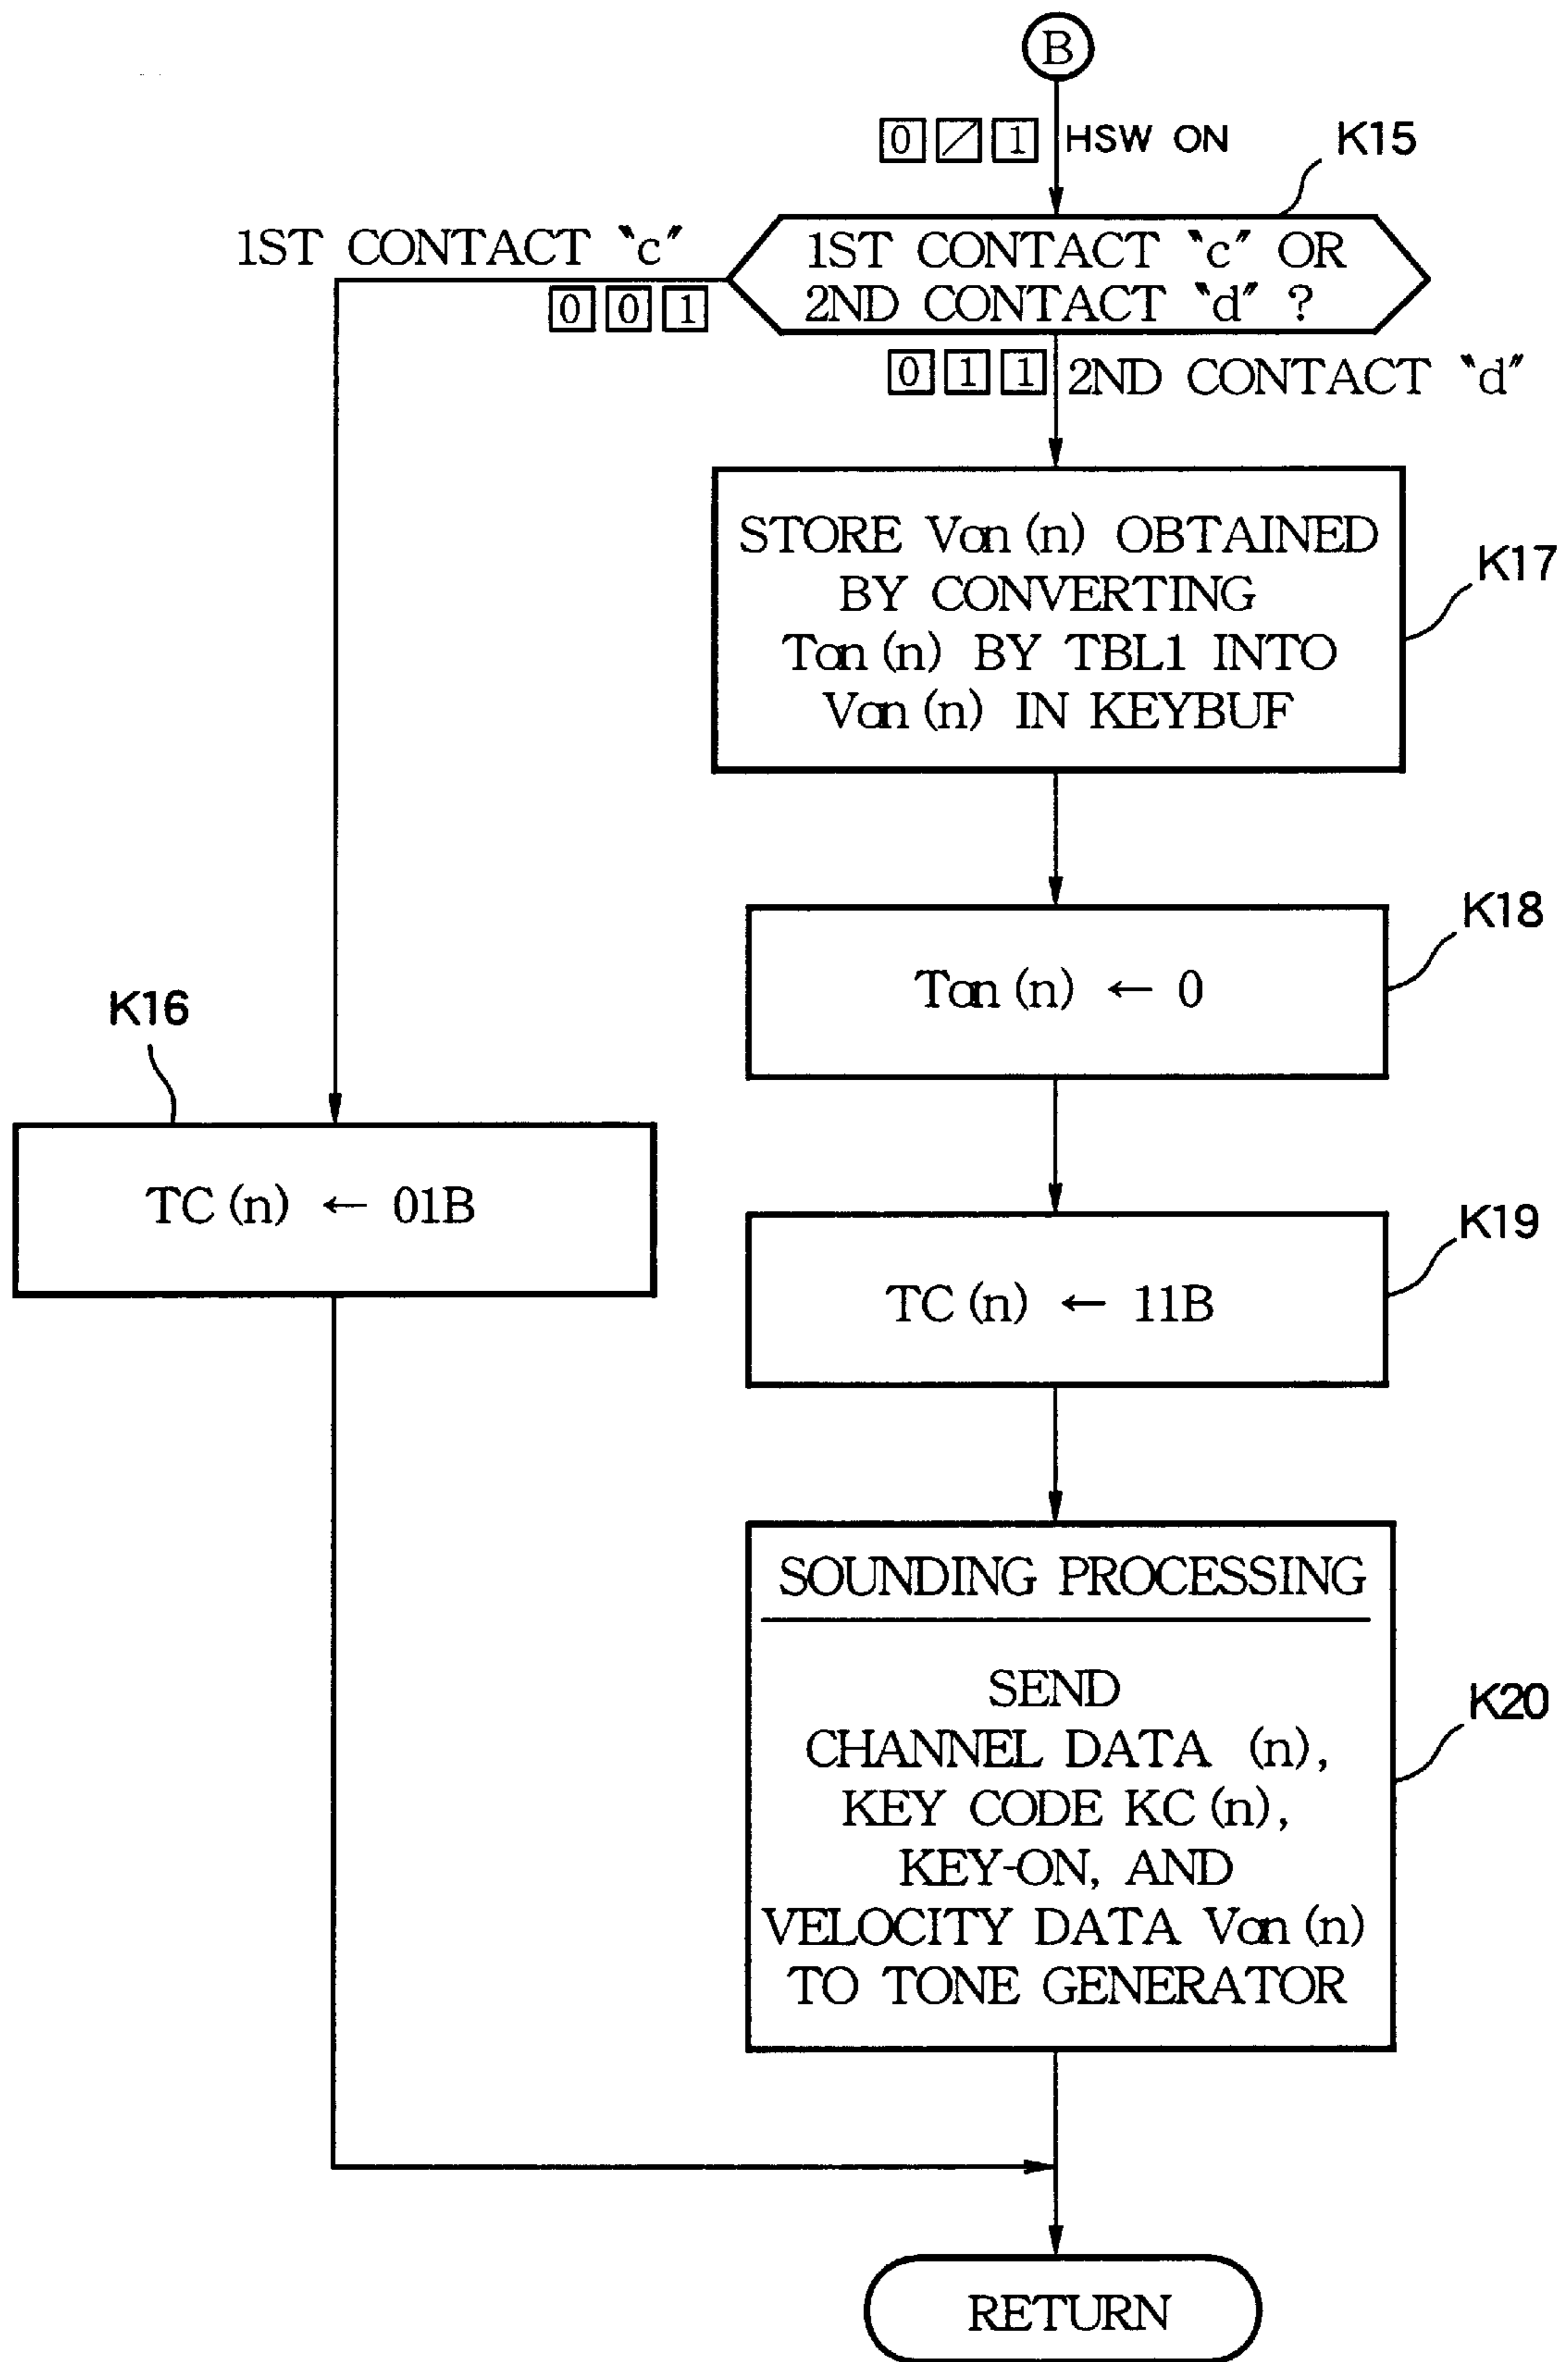 B
0 ∕ 1 HSW ON
K15
1ST CONTACT "c"
1ST CONTACT "c" OR
2ND CONTACT "d" ?
0 0 1
0 1 1 2ND CONTACT "d"
STORE Von (n) OBTAINED
BY CONVERTING
Ton (n) BY TBL1 INTO
Von (n) IN KEYBUF
K17
K18
Ton (n) ← 0
K16
TC (n) ← 01B
K19
TC (n) ← 11B
SOUNDING PROCESSING
SEND
CHANNEL DATA (n),
KEY CODE KC (n),
KEY-ON, AND
VELOCITY DATA Von (n)
TO TONE GENERATOR
K20
RETURN